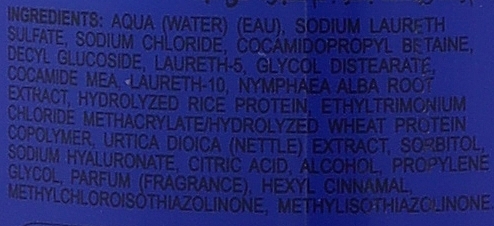 INGREDIENTS: AQUA (WATER) (EAU), SODIUM LAURETH
SULFATE, SODIUM CHLORIDE, COCAMIDOPROPYL BETAINE,
DECYL GLUCOSIDE, LAURETH-5, GLYCOL DISTEARATE,
COCAMIDE MEA, LAURETH-10, NYMPHAEA ALBA ROOT
EXTRACT, HYDROLYZED RICE PROTEIN, ETHYLTRIMONIUM
CHLORIDE METHACRYLATE/HYDROLYZED WHEAT PROTEIN
COPOLYMER, URTICA DIOICA (NETTLE) EXTRACT, SORBITOL,
SODIUM HYALURONATE, CITRIC ACID, ALCOHOL, PROPYLENE
GLYCOL, PARFUM (FRAGRANCE), HEXYL CINNAMAL,
METHYLCHLOROISOTHIAZOLINONE, METHYLISOTHIAZOLINONE